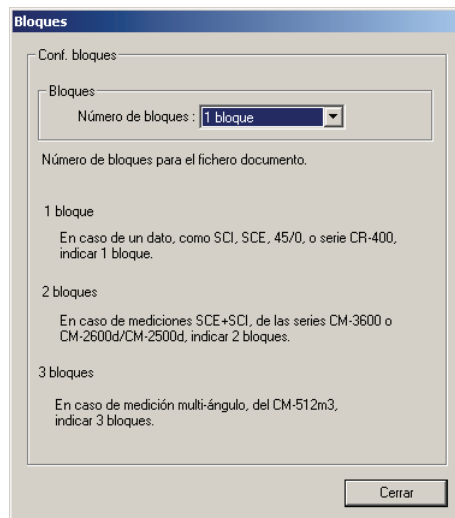 Bloques
Conf. bloques
Bloques
Número de bloques : 1 bloque
Número de bloques para el fichero documento.
1 bloque
En caso de un dato, como SCI, SCE, 45/0, o serie CR-400,
indicar 1 bloque.
2 bloques
En caso de mediciones SCE+SCI, de las series CM-3600 o
CM-2600d/CM-2500d, indicar 2 bloques.
3 bloques
En caso de medición multi-ángulo, del CM-512m3,
indicar 3 bloques.
Cerrar